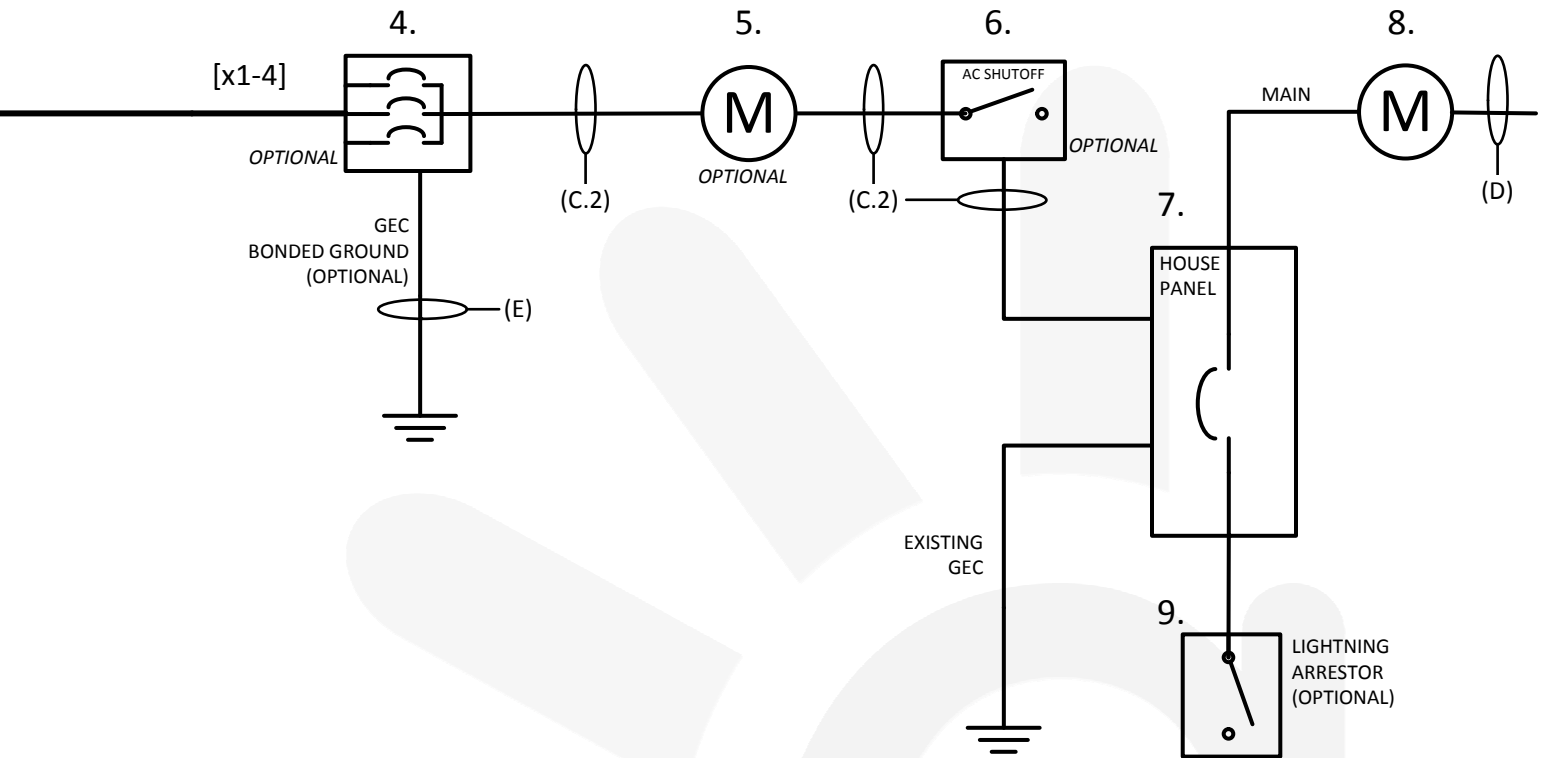 4.
5.
6.
8.
[x1-4]
AC SHUTOFF
MAIN
M
M
OPTIONAL
OPTIONAL
OPTIONAL
(C.2)
(C.2)
(D)
7.
GEC
BONDED GROUND
(OPTIONAL)
HOUSE
PANEL
(E)
EXISTING
GEC
9.
LIGHTNING
ARRESTOR
(OPTIONAL)